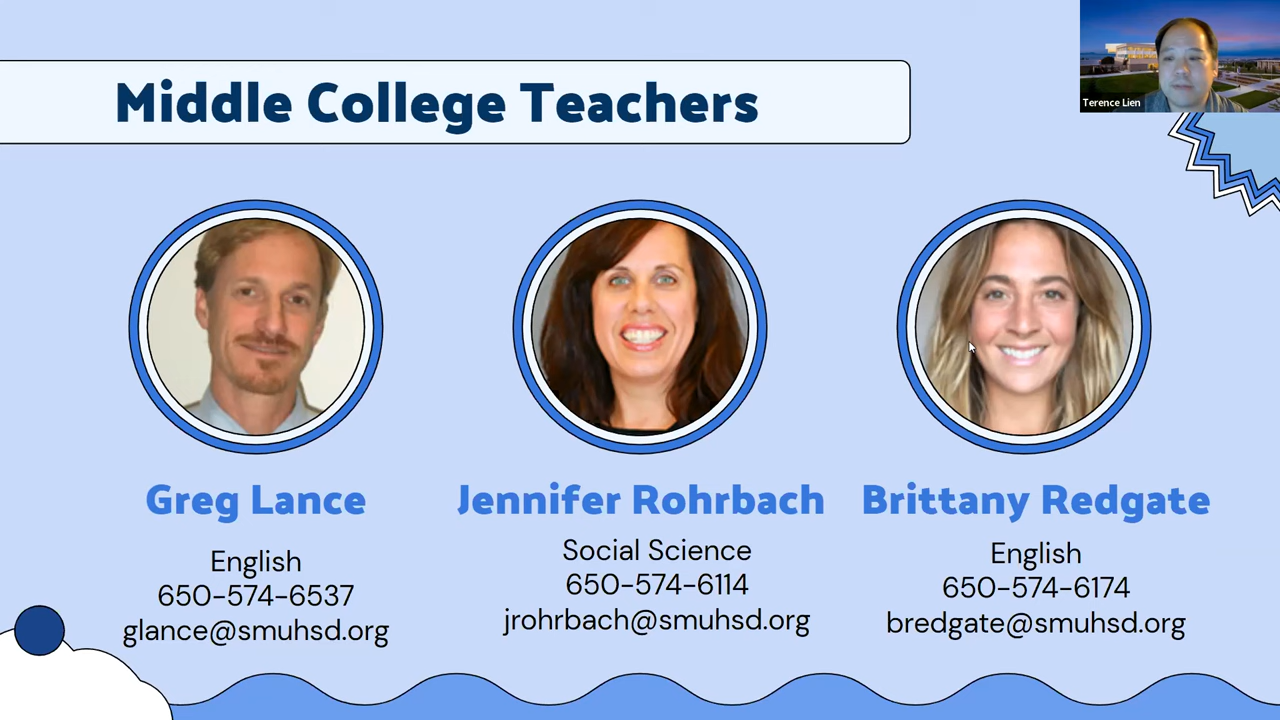 Middle College Teachers
Terence Lien
Greg Lance
English
650-574-6537
glance@smuhsd.org
Jennifer Rohrbach
Social Science
650-574-6114
jrohrbach@smuhsd.org
Brittany Redgate
English
650-574-6174
bredgate@smuhsd.org